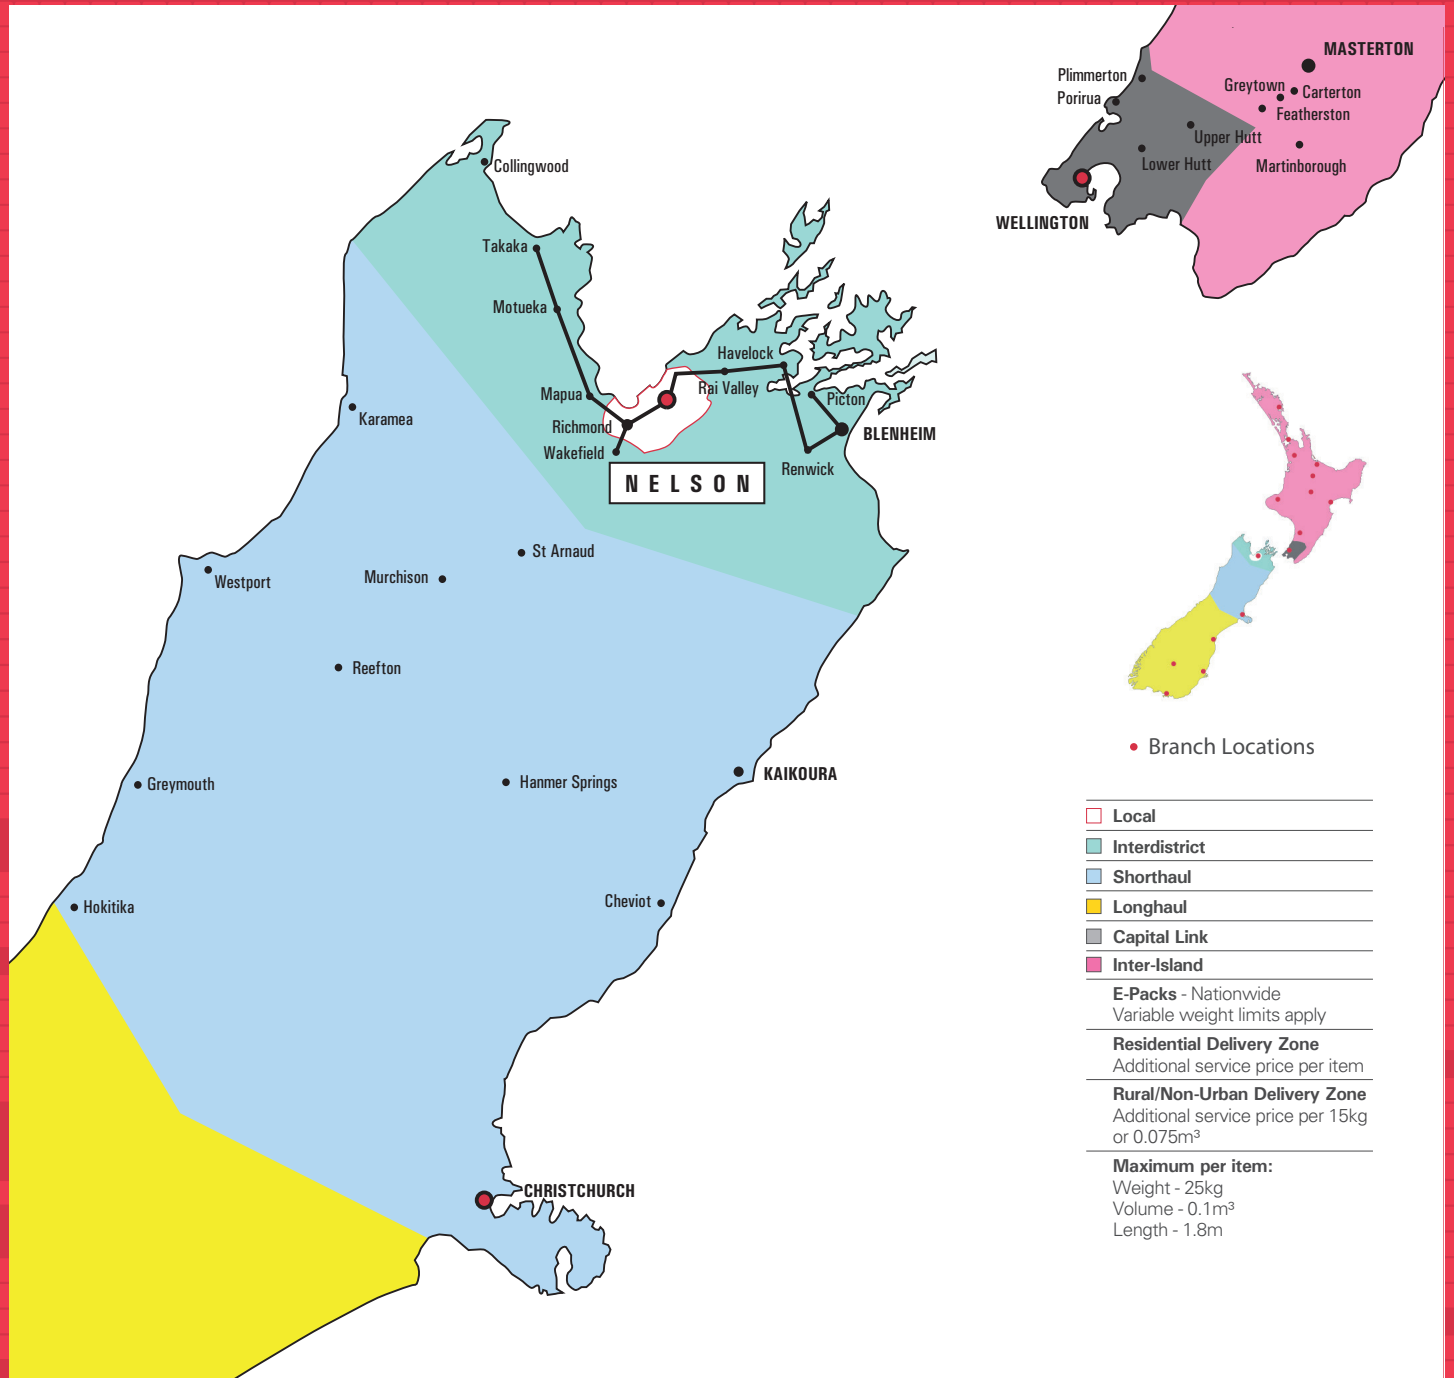 MASTERTON
Plimmerton
Greytown
Carterton
Porirua
Featherston
Upper Hutt
Lower Hutt
Martinborough
WELLINGTON
Collingwood
Takaka
Motueka
Havelock
Rai Valley
Mapua
Picton
Richmond
BLENHEIM
Wakefield
Renwick
NELSON
Karamea
St Arnaud
Murchison
Westport
Reefton
KAIKOURA
Greymouth
Hanmer Springs
Cheviot
Hokitika
CHRISTCHURCH
Branch Locations
Local
Interdistrict
Shorthaul
Longhaul
Capital Link
Inter-Island
E-Packs - Nationwide
Variable weight limits apply
Residential Delivery Zone
Additional service price per item
Rural/Non-Urban Delivery Zone
Additional service price per 15kg
or 0.075m³
Maximum per item:
Weight - 25kg
Volume - 0.1m³
Length - 1.8m